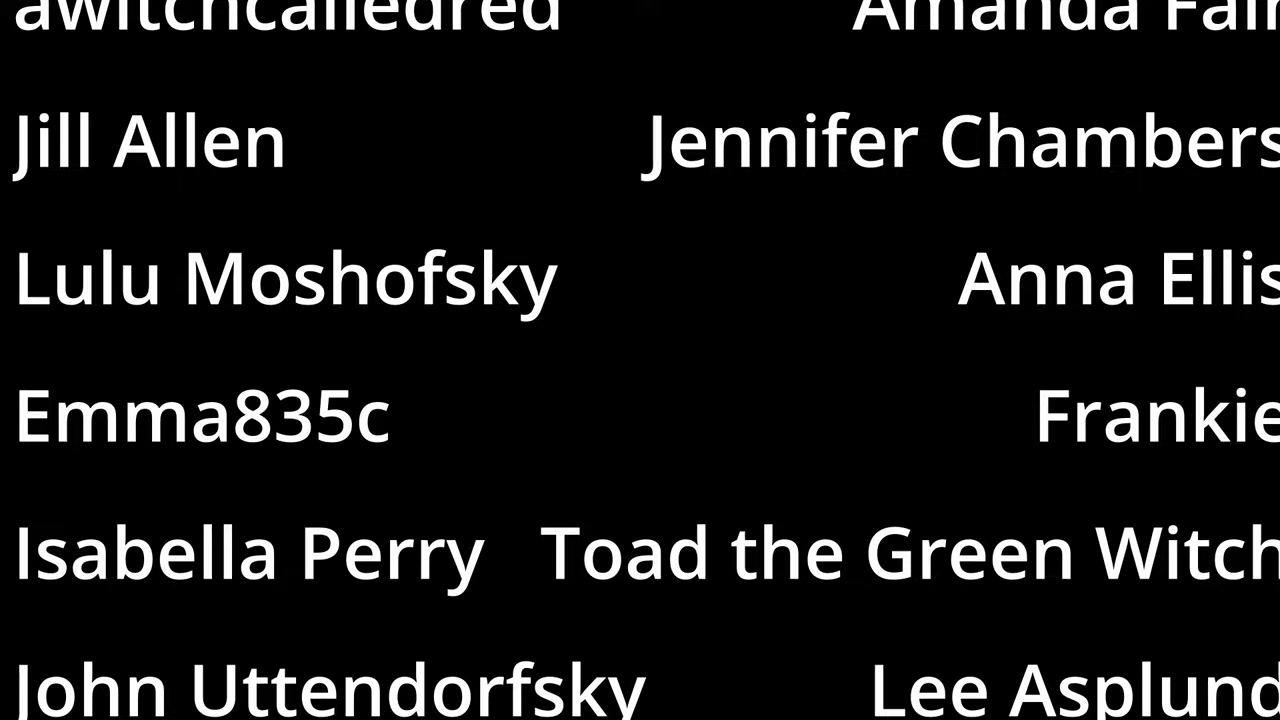 awitchcalledred Amanda Fair
Jill Allen Jennifer Chambers
Lulu Moshofsky Anna Ellis
Emma835c Frankie
Isabella Perry Toad the Green Witch
John Uttendorfsky Lee Asplund